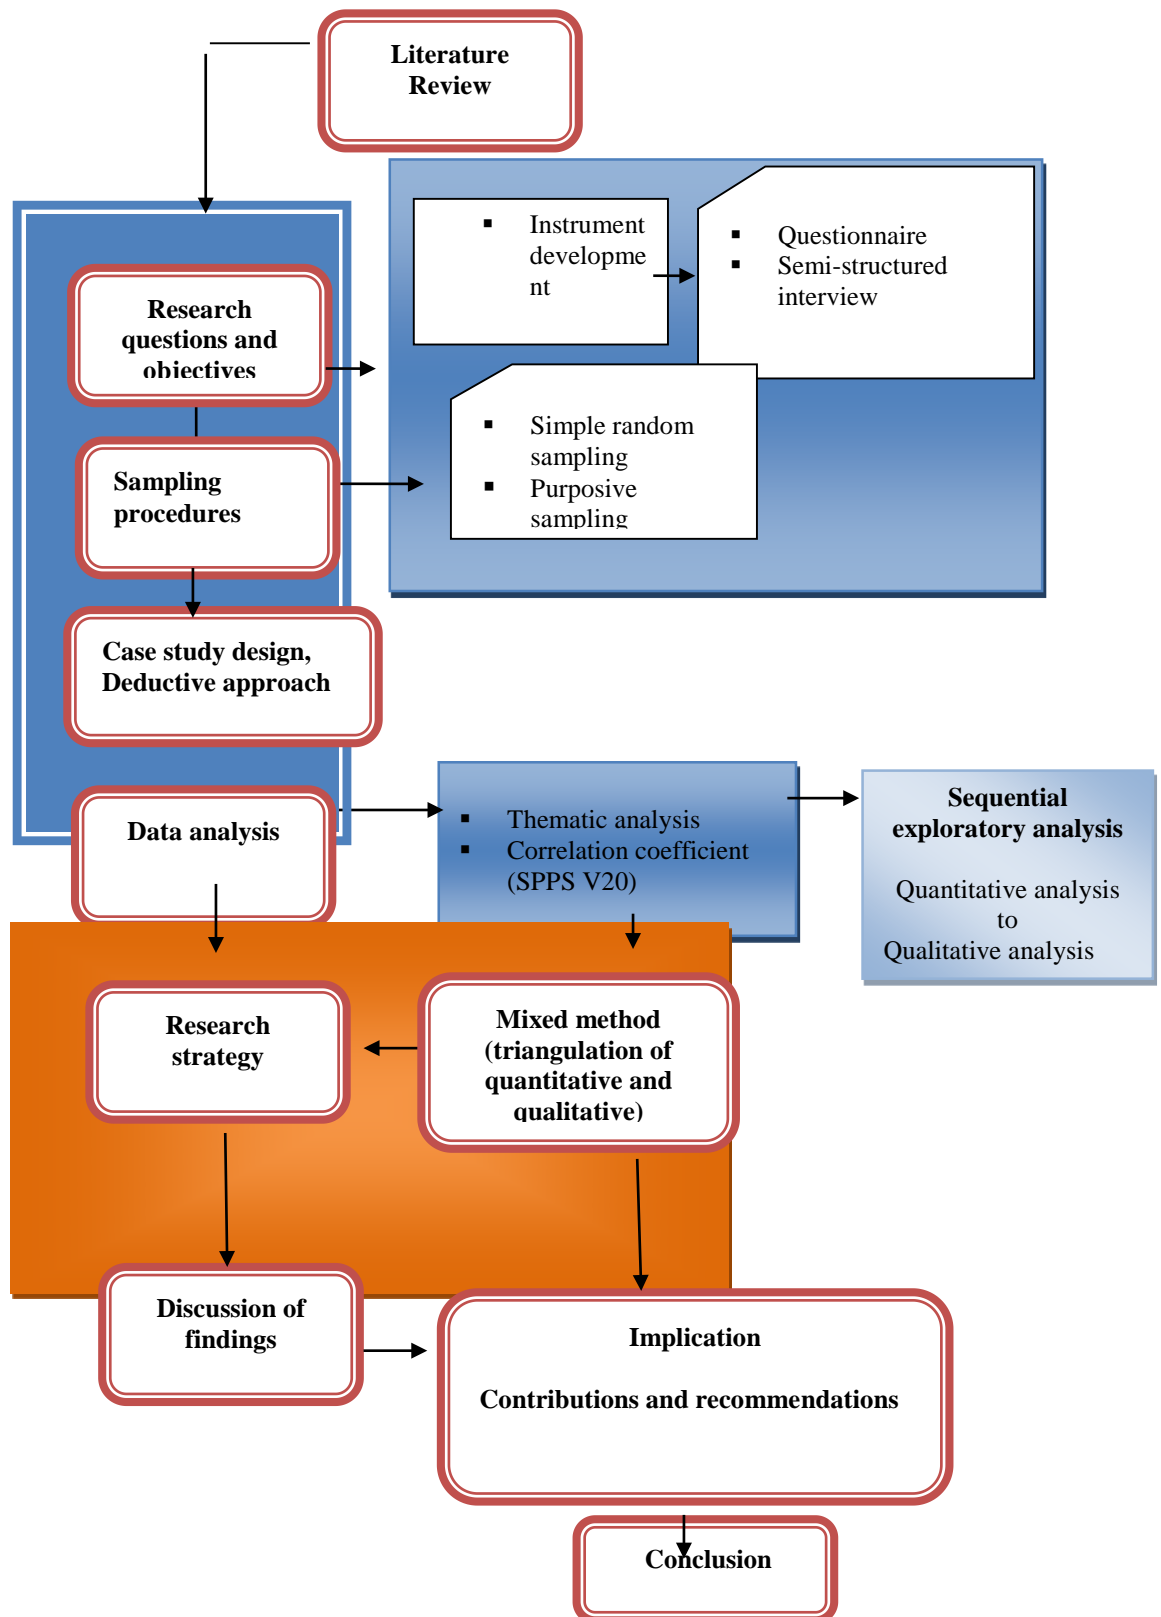 Literature
Review
Instrument
developme
nt
Questionnaire
Semi-structured
interview
Research
questions and
objectives
Simple random
sampling
Purposive
sampling
Sampling
procedures
Case study design,
Deductive approach
Data analysis
Thematic analysis
Correlation coefficient
(SPPS V20)
Sequential
exploratory analysis
Quantitative analysis
to
Qualitative analysis
Research
strategy
Mixed method
(triangulation of
quantitative and
qualitative)
Discussion of
findings
Implication
Contributions and recommendations
Conclusion